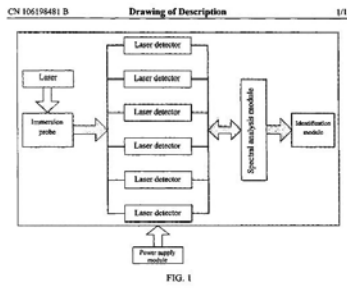 CN 106198481 B
Drawing of Description
1/1
Laser
Immersion
probe
Laser detector
Laser detector
Laser detector
Laser detector
Laser detector
Laser detector
Spectral analysis module
Identification
module
Power supply
module
FIG. 1